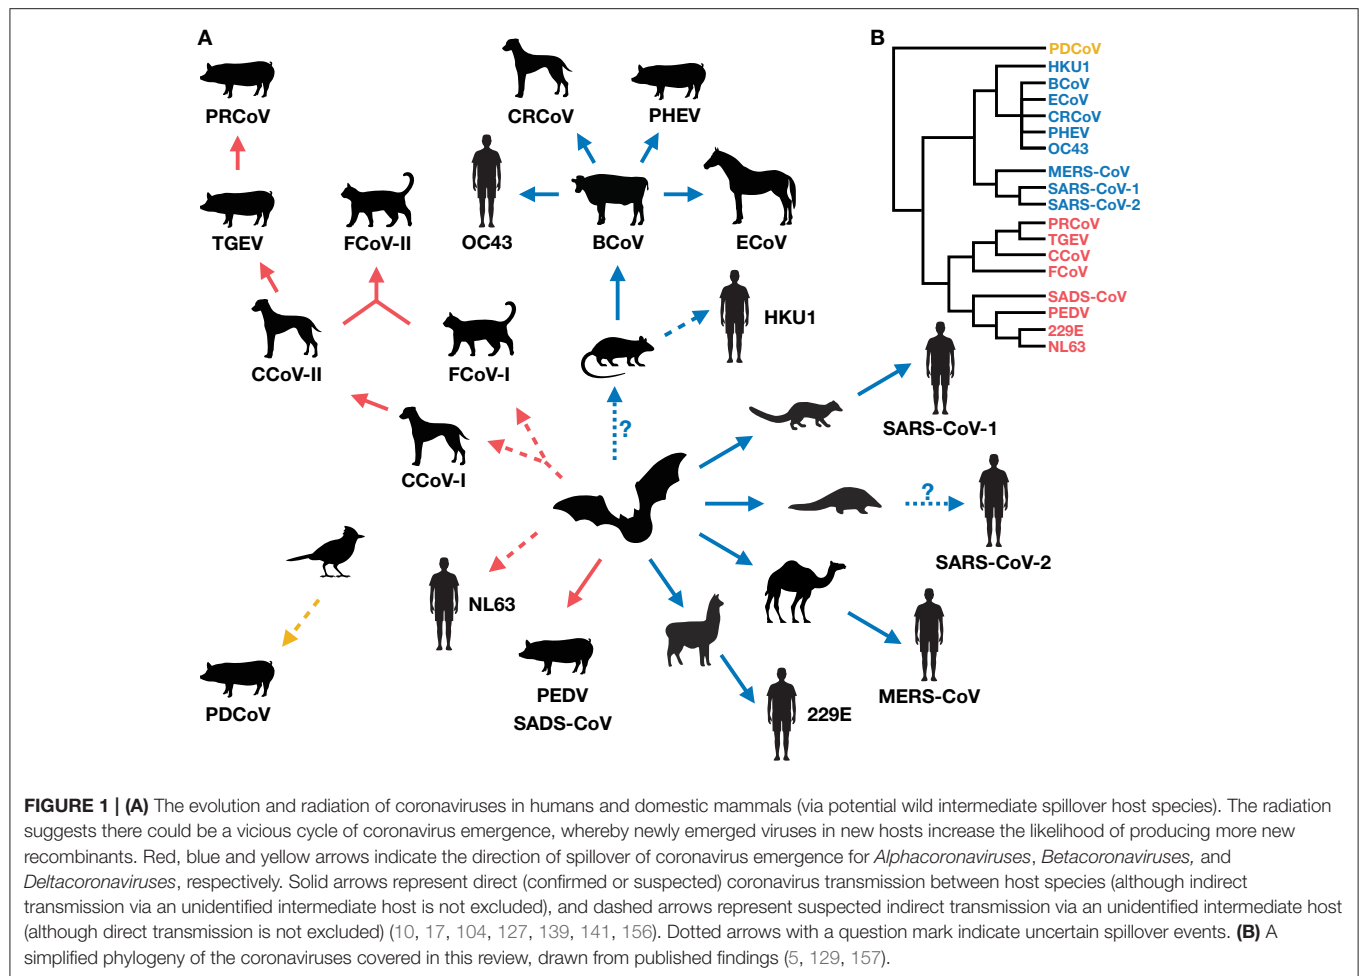 A
PRCoV
CRCoV
PHEV
TGEV
FCoV-II
OC43
BCoV
ECoV
HKU1
CCoV-II
FCoV-I
?
CCoV-I
SARS-CoV-1
?
SARS-CoV-2
NL63
PEDV
SADS-CoV
PDCoV
229E
MERS-CoV
B
PDCoV
HKU1
BCoV
ECoV
CRCoV
PHEV
OC43
MERS-CoV
SARS-CoV-1
SARS-CoV-2
PRCoV
TGEV
CCoV
FCoV
SADS-CoV
PEDV
229E
NL63
FIGURE 1 | (A) The evolution and radiation of coronaviruses in humans and domestic mammals (via potential wild intermediate spillover host species). The radiation
suggests there could be a vicious cycle of coronavirus emergence, whereby newly emerged viruses in new hosts increase the likelihood of producing more new
recombinants. Red, blue and yellow arrows indicate the direction of spillover of coronavirus emergence for Alphacoronaviruses, Betacoronaviruses, and
Deltacoronaviruses, respectively. Solid arrows represent direct (confirmed or suspected) coronavirus transmission between host species (although indirect
transmission via an unidentified intermediate host is not excluded), and dashed arrows represent suspected indirect transmission via an unidentified intermediate host
(although direct transmission is not excluded) (10, 17, 104, 127, 139, 141, 156). Dotted arrows with a question mark indicate uncertain spillover events. (B) A
simplified phylogeny of the coronaviruses covered in this review, drawn from published findings (5, 129, 157).